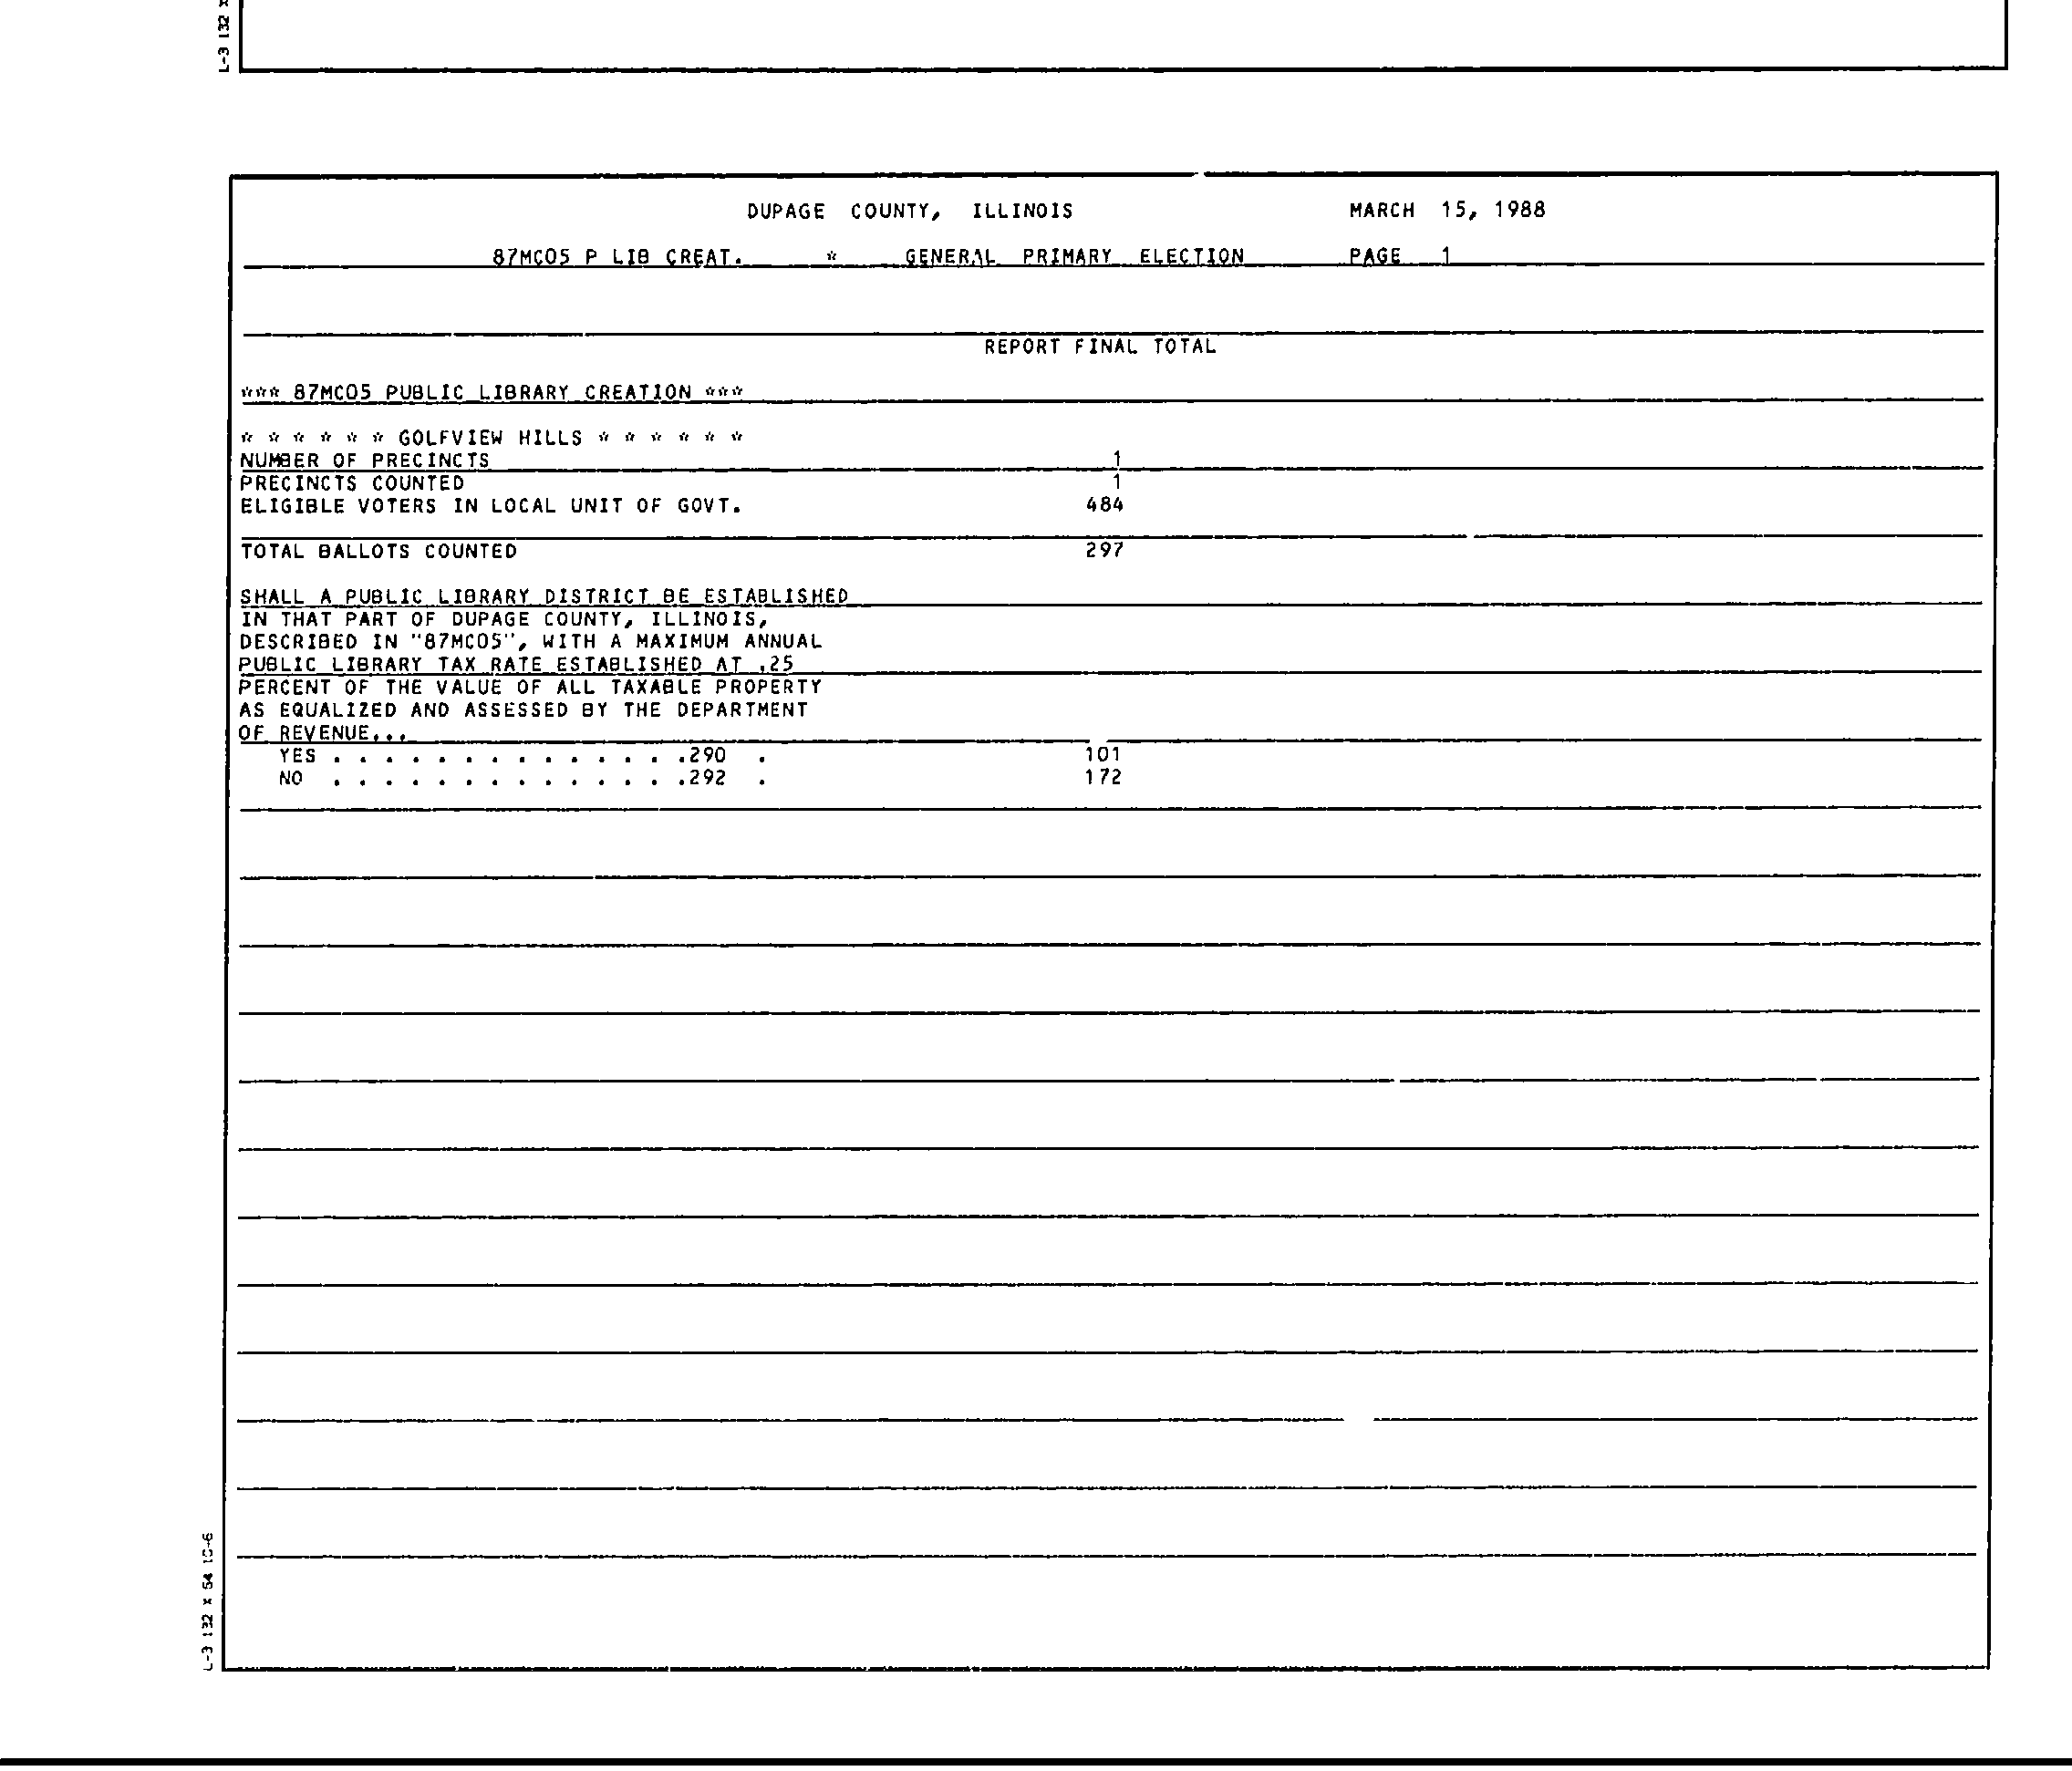 L-3 132 x
DUPAGE COUNTY, ILLINOIS MARCH 15, 1988
87MC05 P LIB CREAT. * GENERAL PRIMARY ELECTION PAGE 1
REPORT FINAL TOTAL
*** 87MC05 PUBLIC LIBRARY CREATION ***
* * * * * * GOLFVIEW HILLS * * * * * *
NUMBER OF PRECINCTS 1
PRECINCTS COUNTED 1
ELIGIBLE VOTERS IN LOCAL UNIT OF GOVT. 484
TOTAL BALLOTS COUNTED 297
SHALL A PUBLIC LIBRARY DISTRICT BE ESTABLISHED
IN THAT PART OF DUPAGE COUNTY, ILLINOIS,
DESCRIBED IN "87MC05", WITH A MAXIMUM ANNUAL
PUBLIC LIBRARY TAX RATE ESTABLISHED AT .25
PERCENT OF THE VALUE OF ALL TAXABLE PROPERTY
AS EQUALIZED AND ASSESSED BY THE DEPARTMENT
OF REVENUE...
YES . . . . . . . . . . . . . .290 . 101
NO . . . . . . . . . . . . . .292 . 172
L-3 132 x 64 10-6